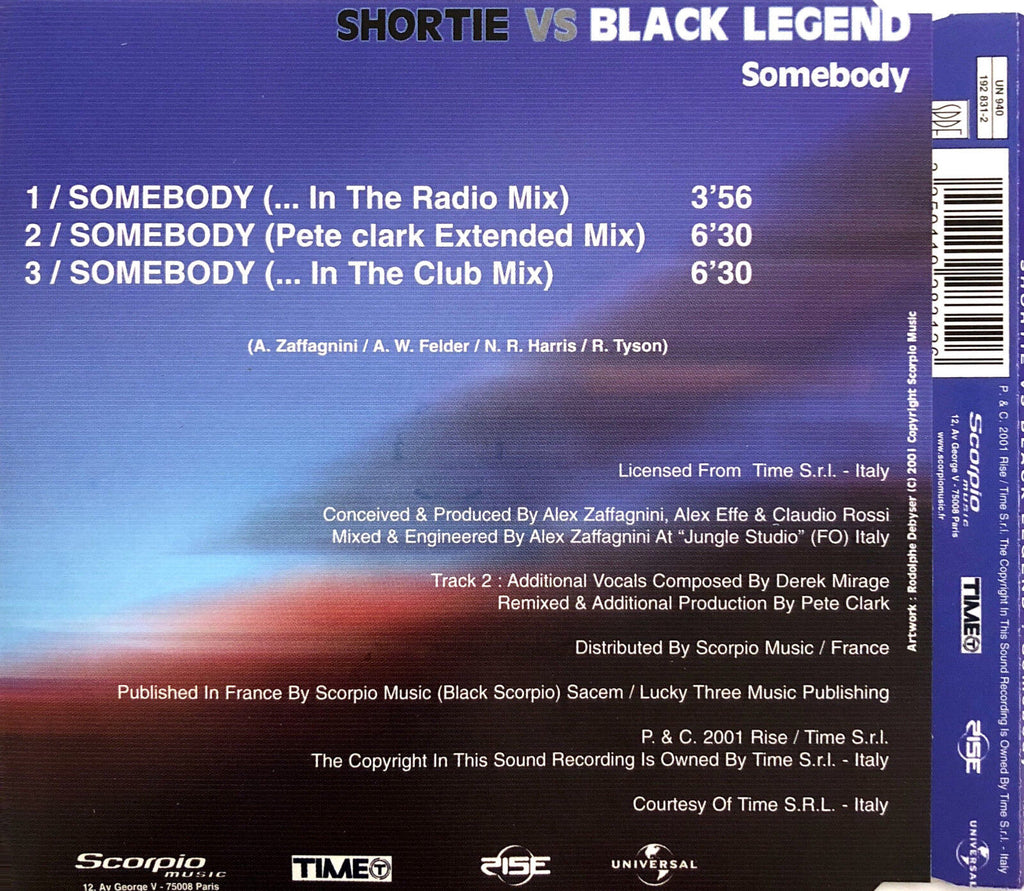 SHORTIE VS BLACK LEGEND
Somebody
1 / SOMEBODY (... In The Radio Mix) 3'56
2 / SOMEBODY (Pete clark Extended Mix) 6'30
3 / SOMEBODY (... In The Club Mix) 6'30
(A. Zaffagnini / A. W. Felder / N. R. Harris / R. Tyson)
Licensed From Time S.r.l. - Italy
Conceived & Produced By Alex Zaffagnini, Alex Effe & Claudio Rossi
Mixed & Engineered By Alex Zaffagnini At "Jungle Studio" (FO) Italy
Track 2 : Additional Vocals Composed By Derek Mirage
Remixed & Additional Production By Pete Clark
Distributed By Scorpio Music / France
Published In France By Scorpio Music (Black Scorpio) Sacem / Lucky Three Music Publishing
P. & C. 2001 Rise / Time S.r.l.
The Copyright In This Sound Recording Is Owned By Time S.r.l. - Italy
Courtesy Of Time S.R.L. - Italy
Scorpio
MUSIC
12, Av George V - 75008 Paris
TIME T
RISE
UNIVERSAL
Artwork : Rodolphe Debyser (C) 2001 Copyright Scorpio Music
UN 940
192 831-2
SPPF
Scorpio
MUSIC
12, Av George V - 75008 Paris
www.scorpiomusic.fr
TIME T
RISE
UNIVERSAL
P. & C. 2001 Rise / Time S.r.l. The Copyright In This Sound Recording Is Owned By Time S.r.l. - Italy